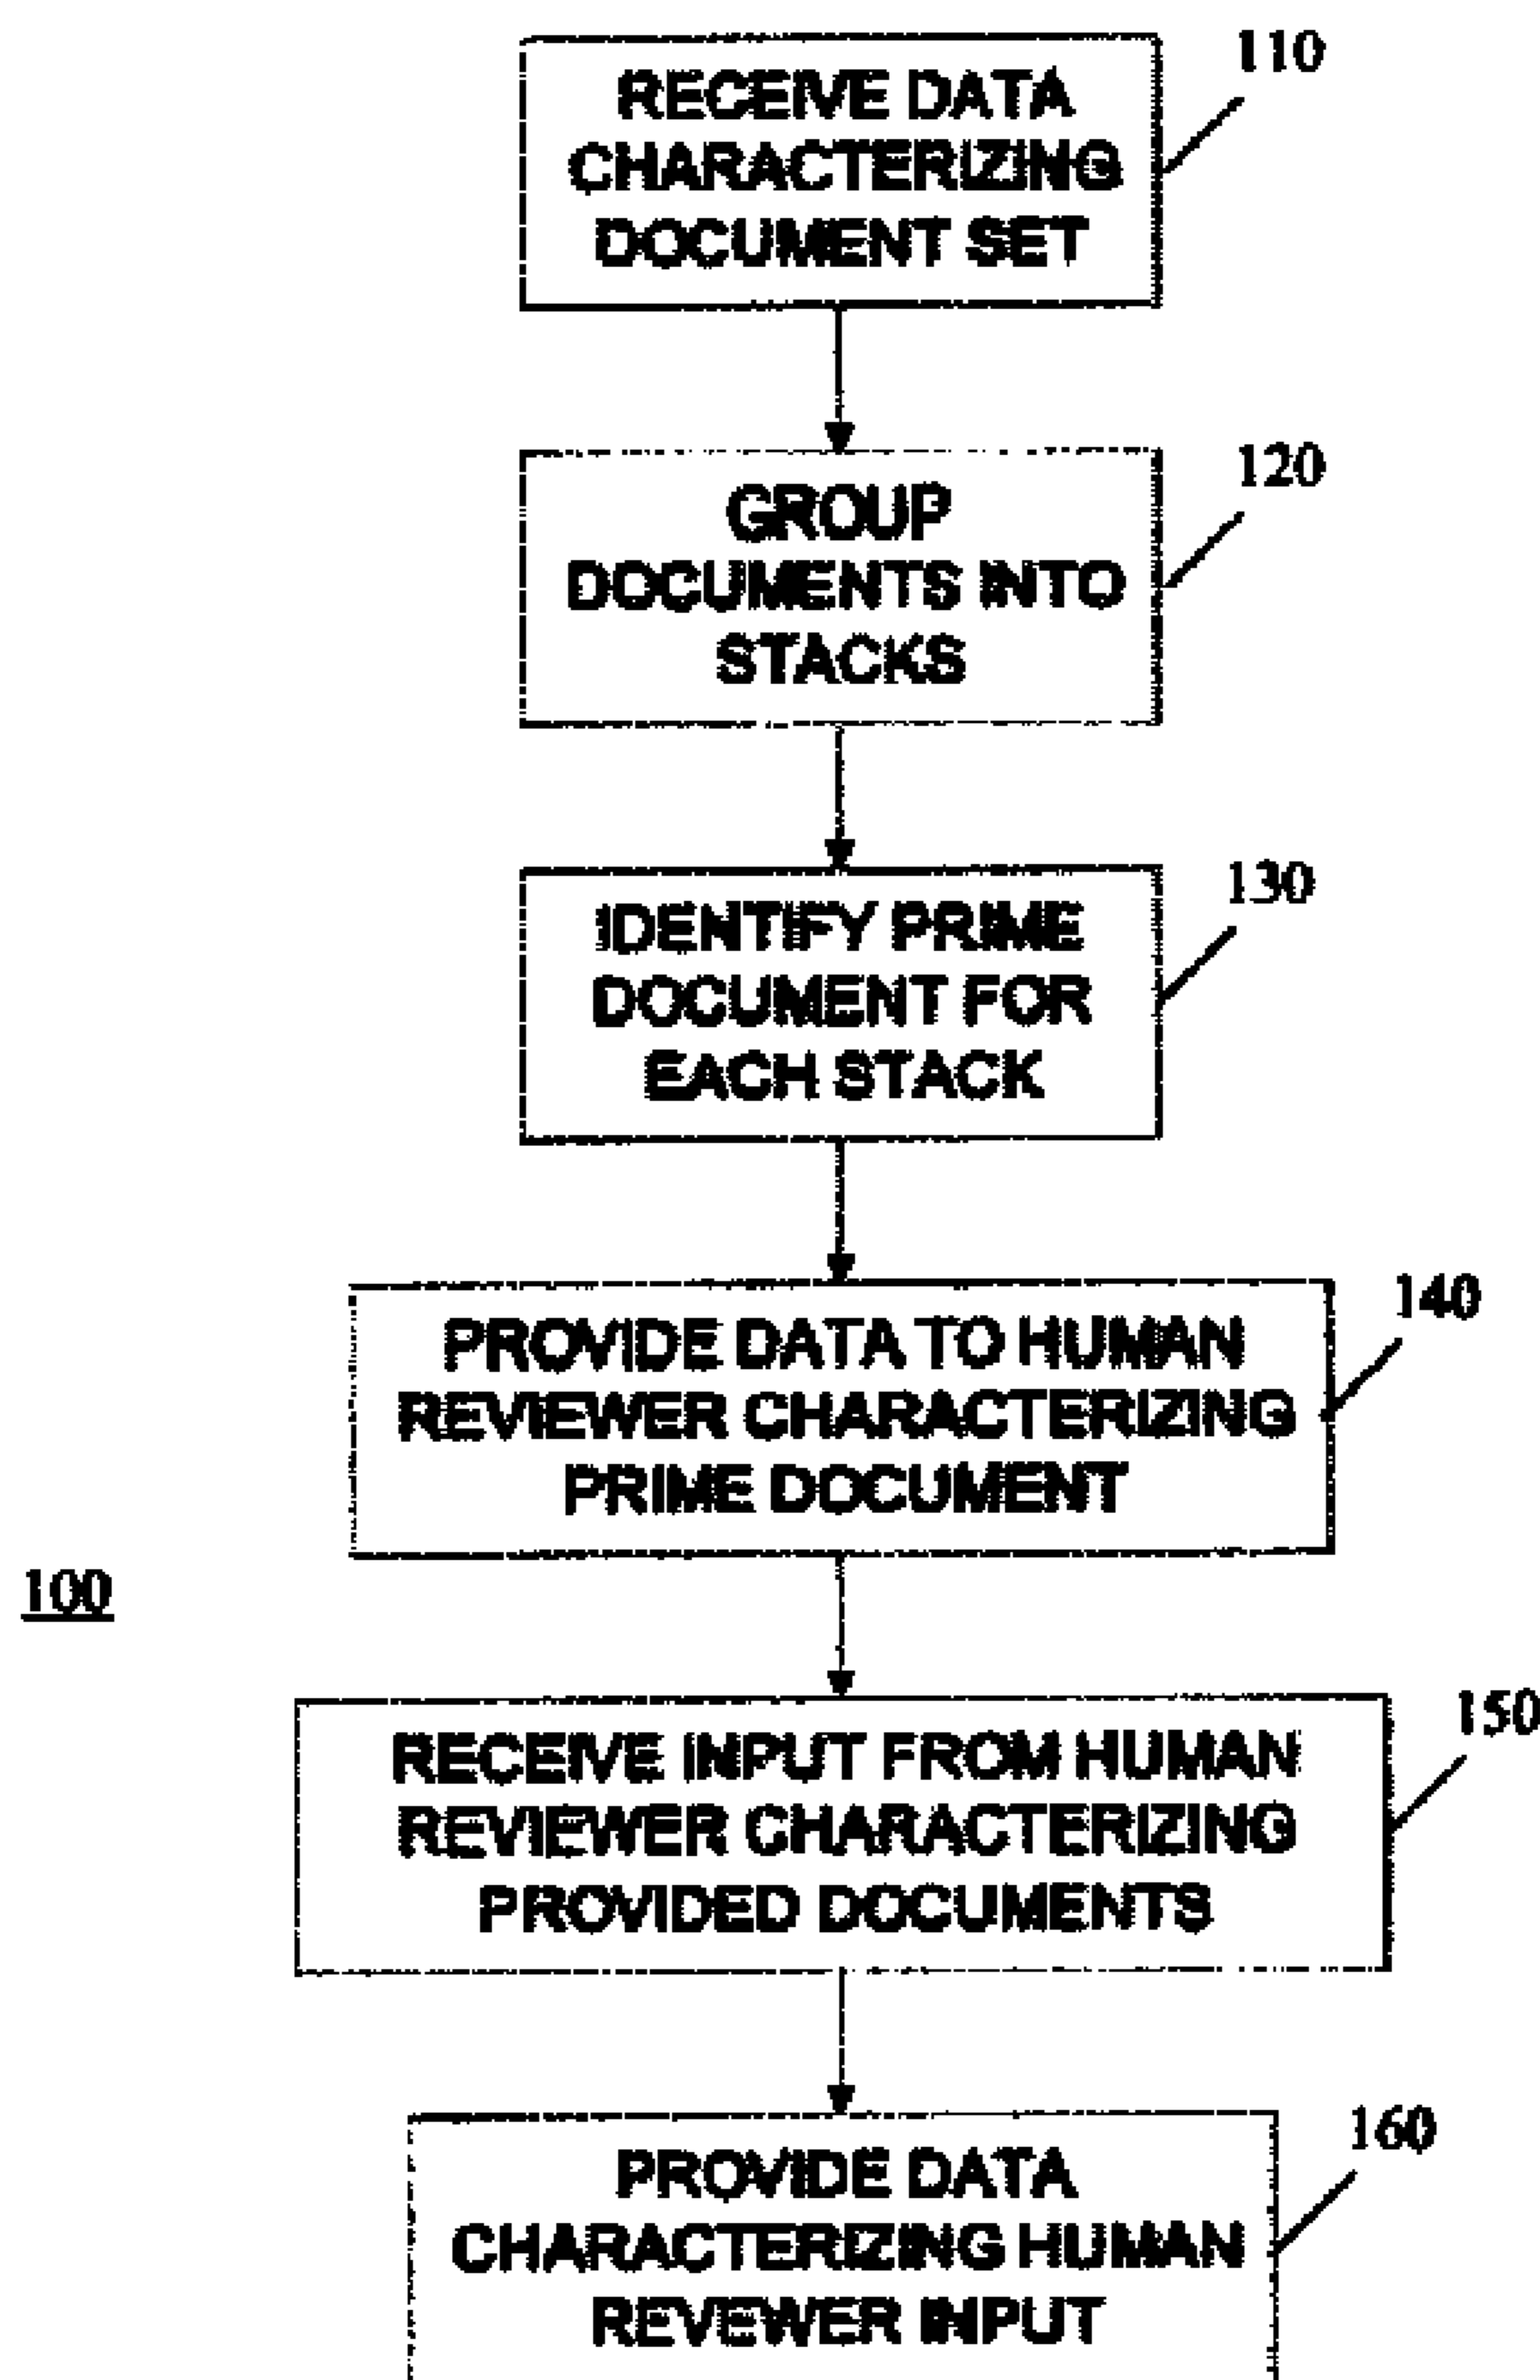 110
RECEIVE DATA
CHARACTERIZING
DOCUMENT SET
120
GROUP
DOCUMENTS INTO
STACKS
130
IDENTIFY PRIME
DOCUMENT FOR
EACH STACK
140
PROVIDE DATA TO HUMAN
REVIEWER CHARACTERIZING
PRIME DOCUMENT
100
150
RECEIVE INPUT FROM HUMAN
REVIEWER CHARACTERIZING
PROVIDED DOCUMENTS
160
PROVIDE DATA
CHARACTERIZING HUMAN
REVEWER INPUT